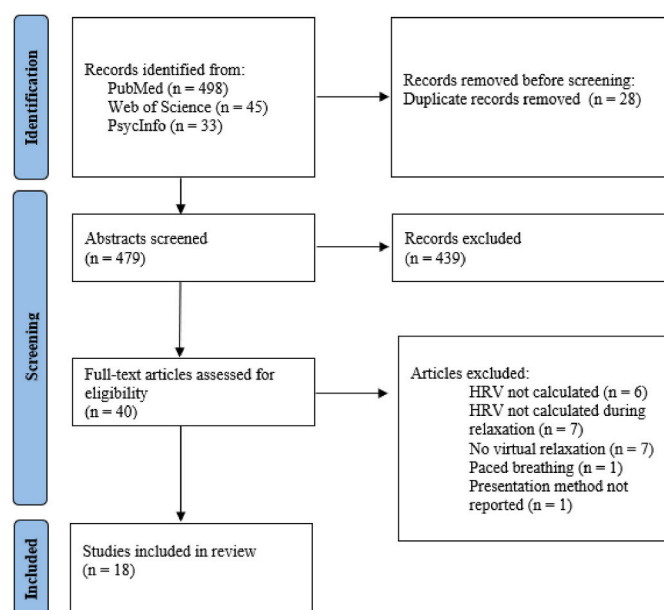 Identification
Records identified from:
PubMed (n = 498)
Web of Science (n = 45)
PsycInfo (n = 33)
Records removed before screening:
Duplicate records removed (n = 28)
Screening
Abstracts screened
(n = 479)
Records excluded
(n = 439)
Full-text articles assessed for
eligibility
(n = 40)
Articles excluded:
HRV not calculated (n = 6)
HRV not calculated during
relaxation (n = 7)
No virtual relaxation (n = 7)
Paced breathing (n = 1)
Presentation method not
reported (n = 1)
Included
Studies included in review
(n = 18)